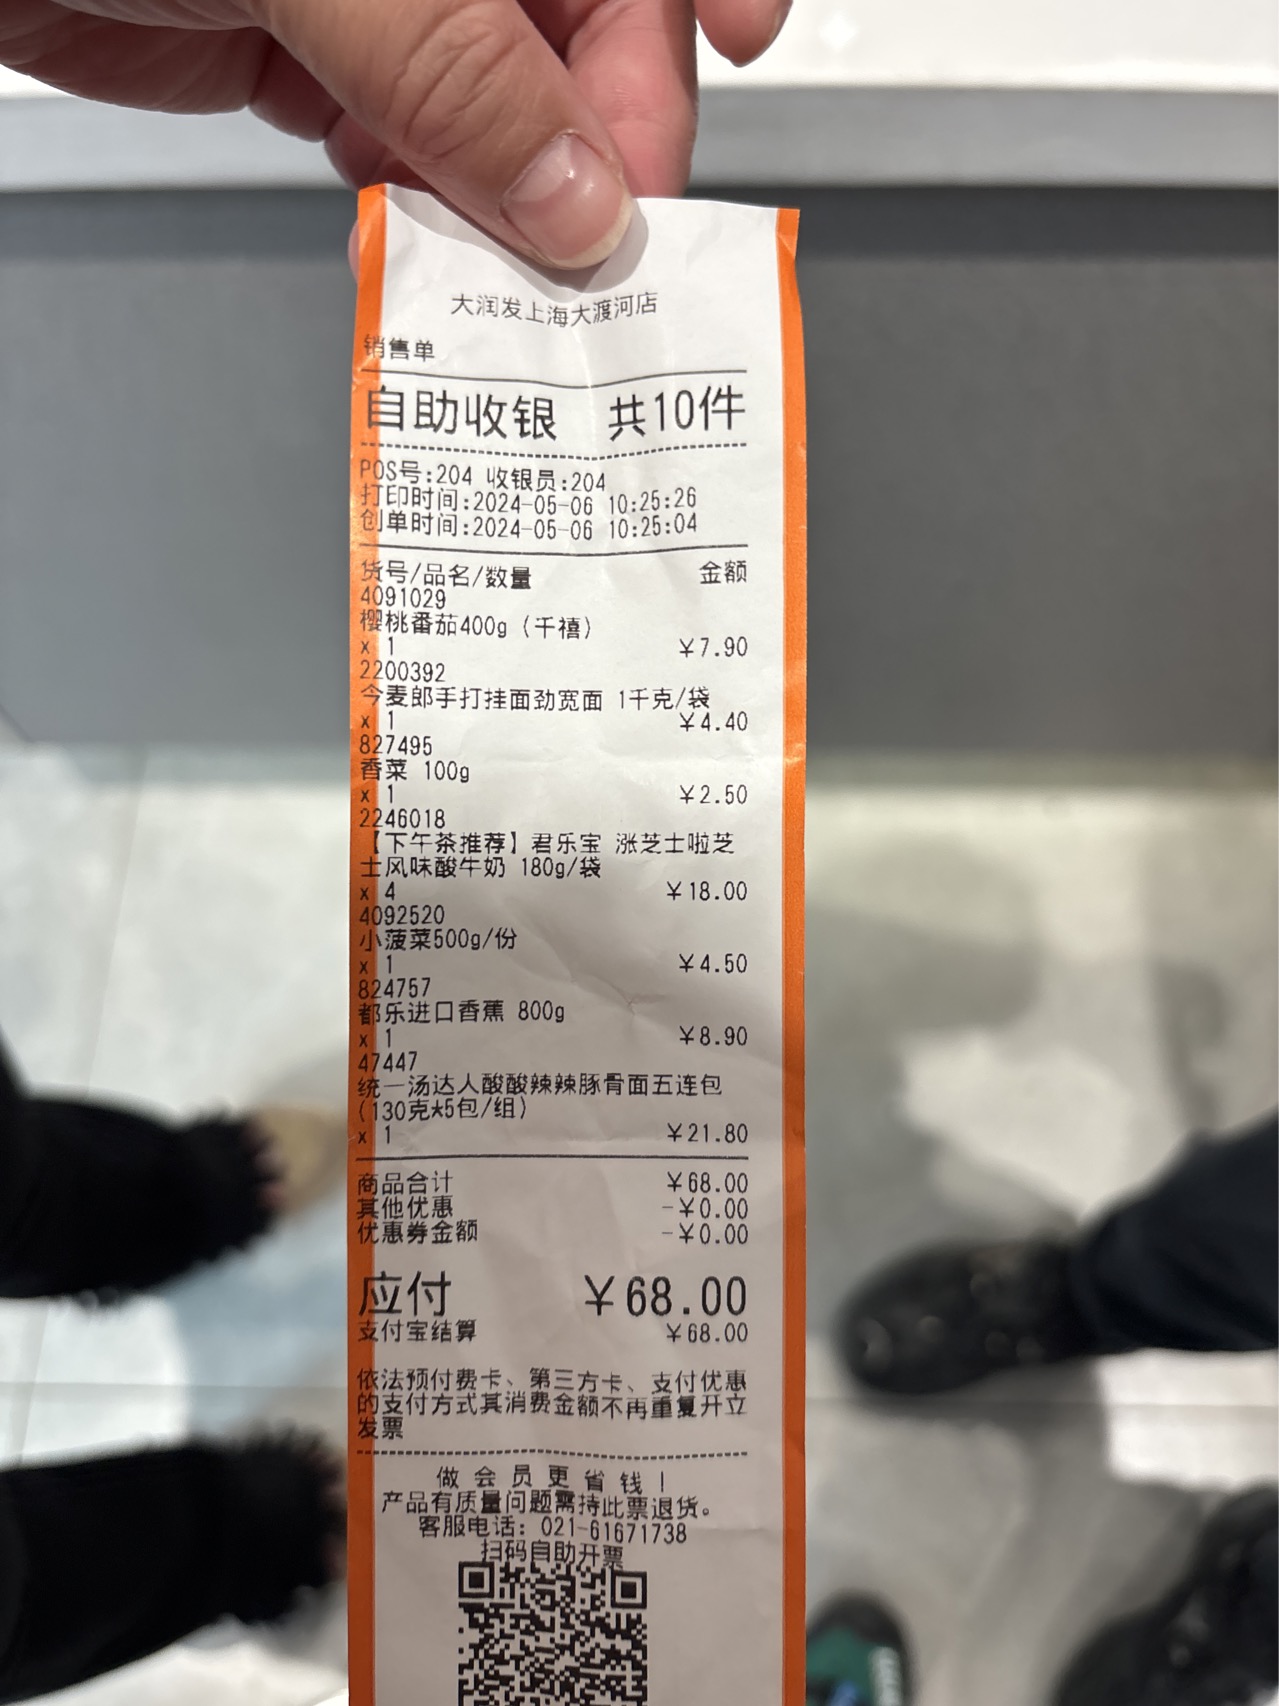 大润发上海大渡河店
销售单
自助收银 共10件
POS号:204 收银员:204
打印时间:2024-05-06 10:25:26
创单时间:2024-05-06 10:25:04
货号/品名/数量 金额
4091029
樱桃番茄400g（千禧）
x 1 ￥7.90
2200392
今麦郎手打挂面劲宽面 1千克/袋
x 1 ￥4.40
827495
香菜 100g
x 1 ￥2.50
2246018
【下午茶推荐】君乐宝 涨芝士啦芝
士风味酸牛奶 180g/袋
x 4 ￥18.00
4092520
小菠菜500g/份
x 1 ￥4.50
824757
都乐进口香蕉 800g
x 1 ￥8.90
47447
统一汤达人酸酸辣辣豚骨面五连包
（130克*5包/组）
x 1 ￥21.80
商品合计 ￥68.00
其他优惠 -￥0.00
优惠券金额 -￥0.00
应付 ￥68.00
支付宝结算 ￥68.00
依法预付费卡、第三方卡、支付优惠
的支付方式其消费金额不再重复开立
发票
做会员更省钱！
产品有质量问题需持此票退货。
客服电话：021-61671738
扫码自助开票